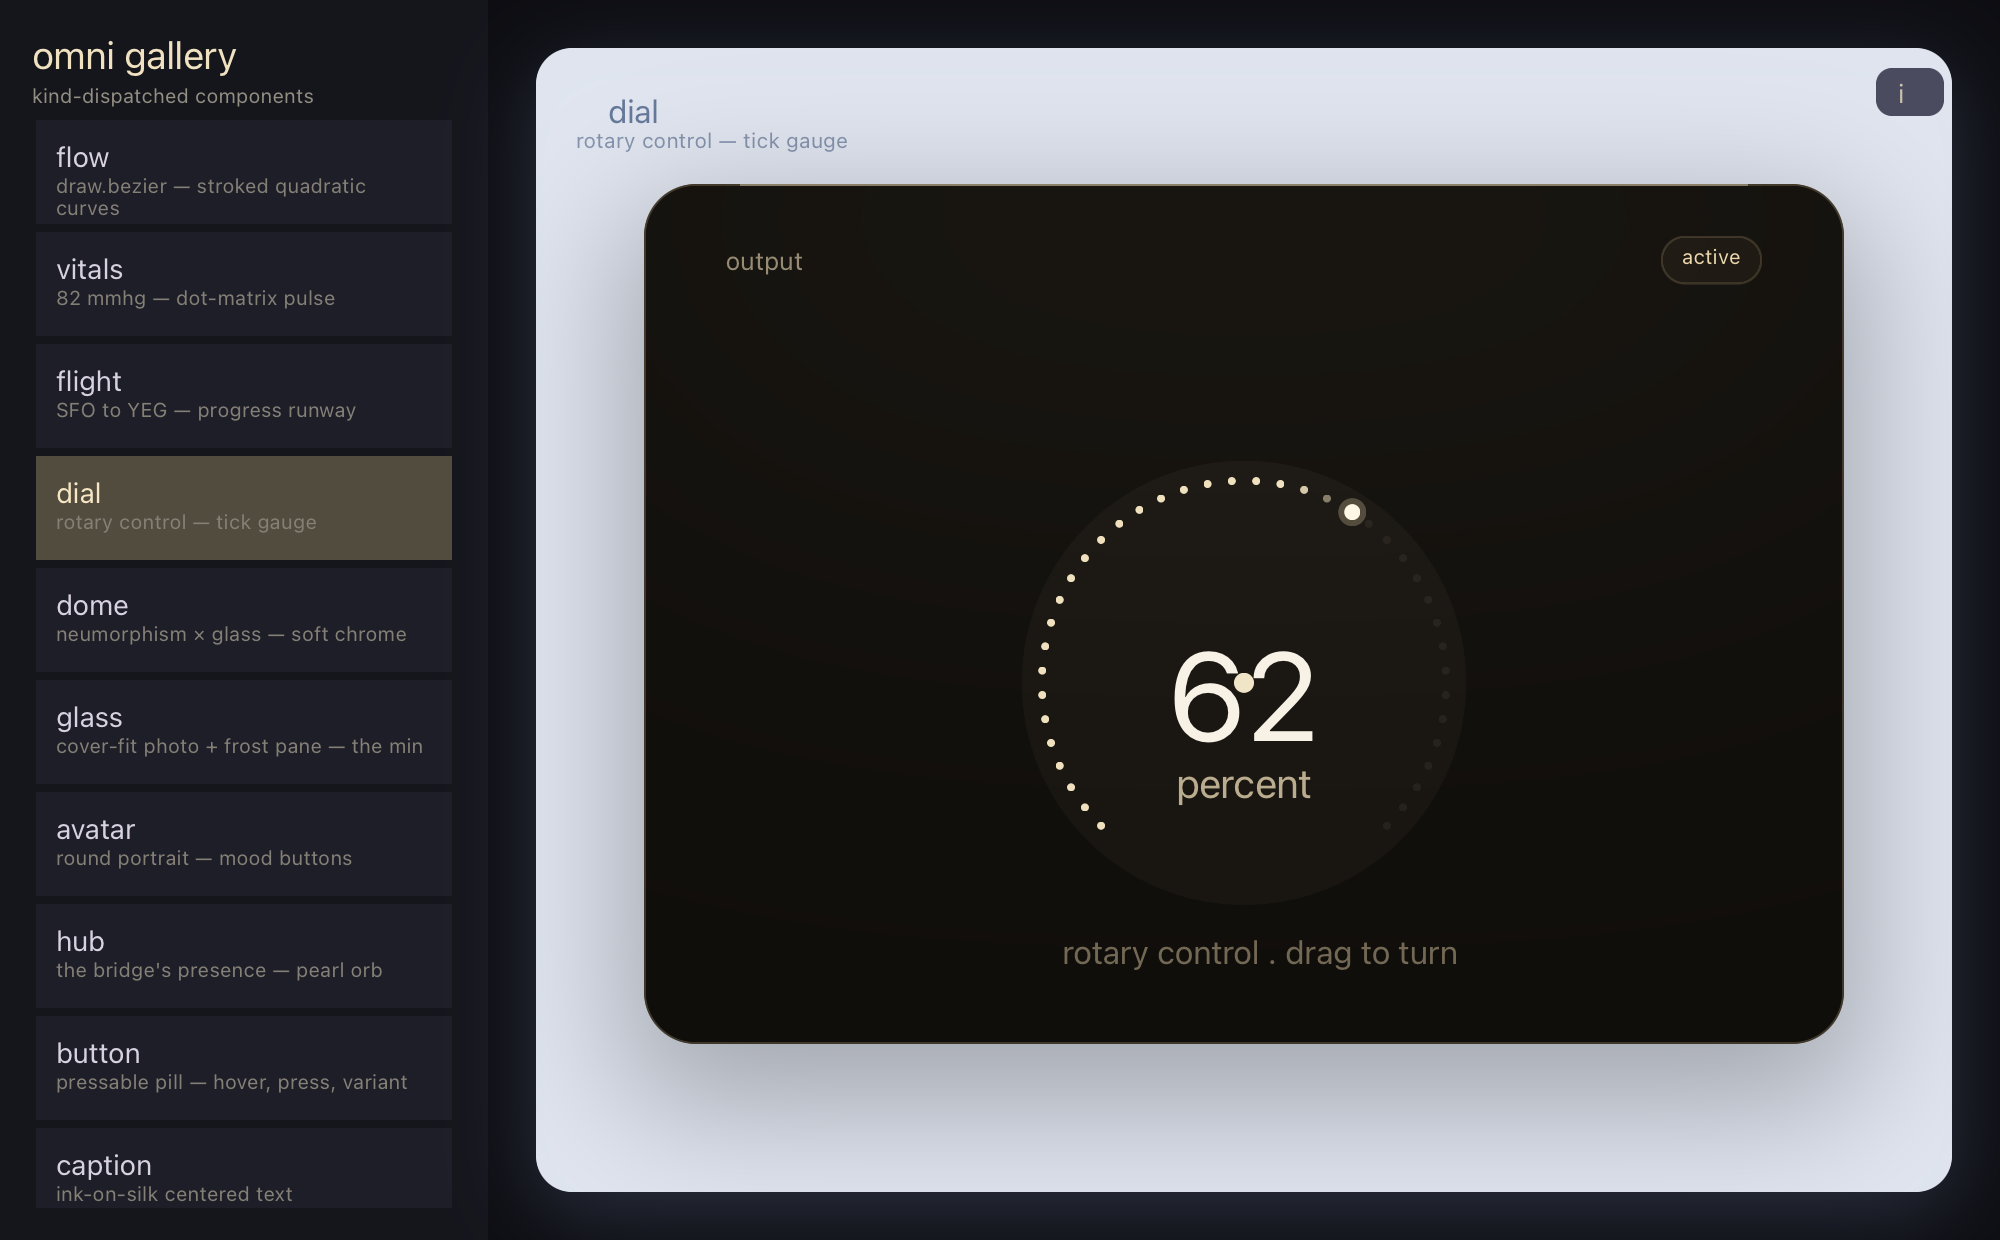 omni gallery
kind-dispatched components
flow
draw.bezier — stroked quadratic
curves
vitals
82 mmhg — dot-matrix pulse
flight
SFO to YEG — progress runway
dial
rotary control — tick gauge
dome
neumorphism × glass — soft chrome
glass
cover-fit photo + frost pane — the min
avatar
round portrait — mood buttons
hub
the bridge's presence — pearl orb
button
pressable pill — hover, press, variant
caption
ink-on-silk centered text
dial
rotary control — tick gauge
i
output
active
62
percent
rotary control . drag to turn